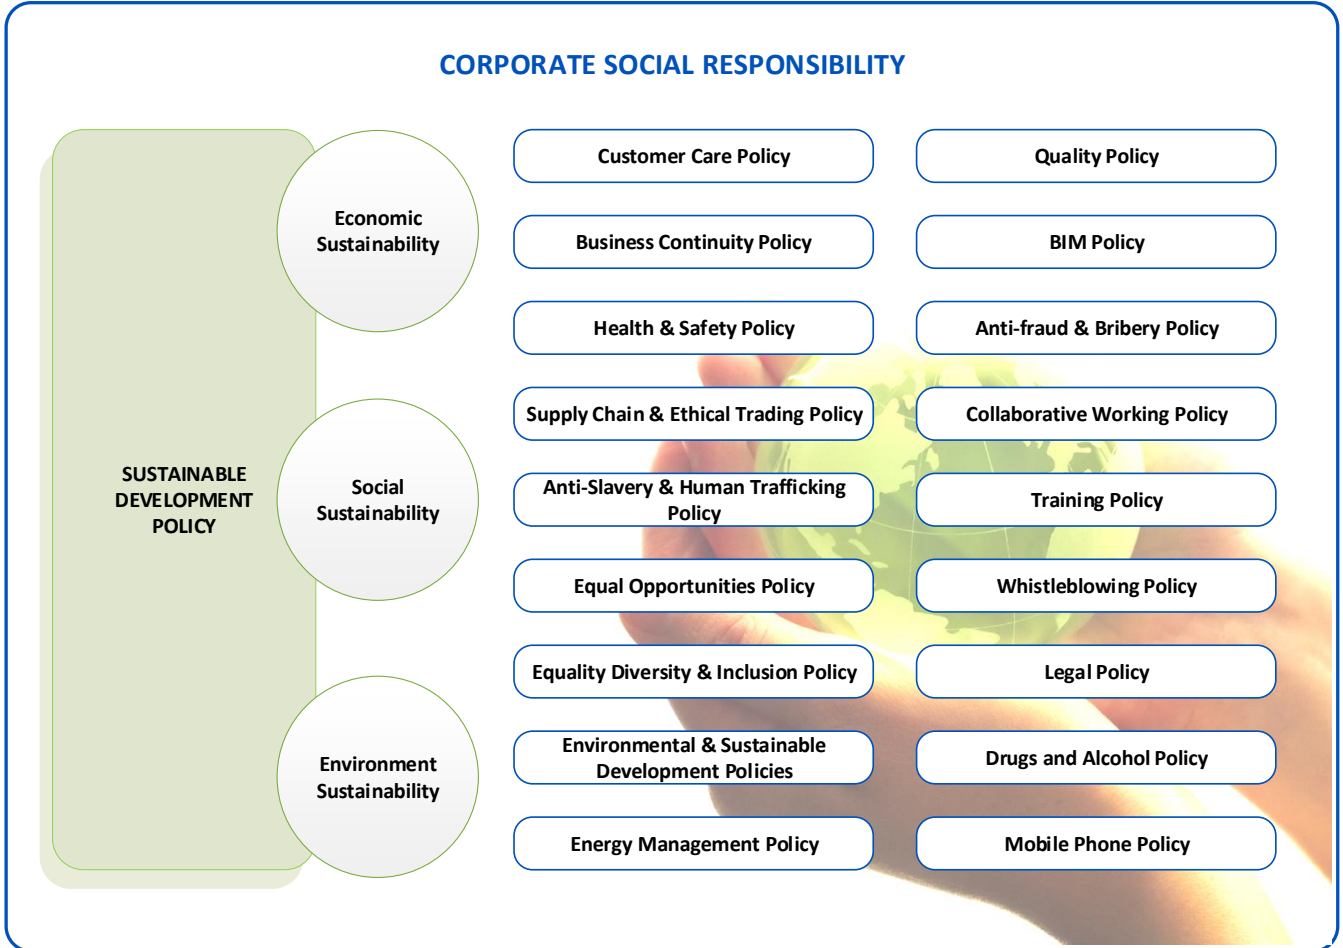 CORPORATE SOCIAL RESPONSIBILITY
SUSTAINABLE
DEVELOPMENT
POLICY
Economic
Sustainability
Social
Sustainability
Environment
Sustainability
Customer Care Policy
Quality Policy
Business Continuity Policy
BIM Policy
Health & Safety Policy
Anti-fraud & Bribery Policy
Supply Chain & Ethical Trading Policy
Collaborative Working Policy
Anti-Slavery & Human Trafficking
Policy
Training Policy
Equal Opportunities Policy
Whistleblowing Policy
Equality Diversity & Inclusion Policy
Legal Policy
Environmental & Sustainable
Development Policies
Drugs and Alcohol Policy
Energy Management Policy
Mobile Phone Policy